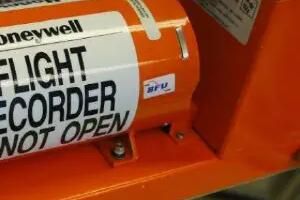 oneywell
FLIGHT
ECORDER
NOT OPEN
BFU